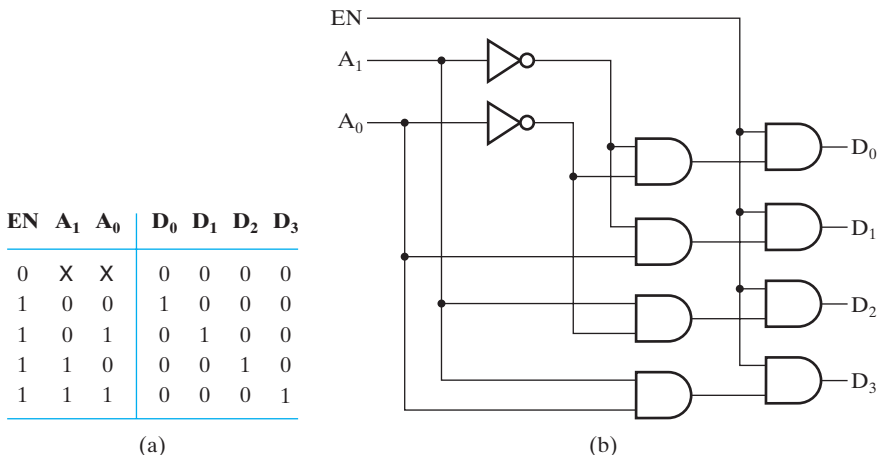 EN
A1
A0
D0
D1
D2
D3
EN A1 A0 D0 D1 D2 D3
0 X X 0 0 0 0
1 0 0 1 0 0 0
1 0 1 0 1 0 0
1 1 0 0 0 1 0
1 1 1 0 0 0 1
(a)
(b)